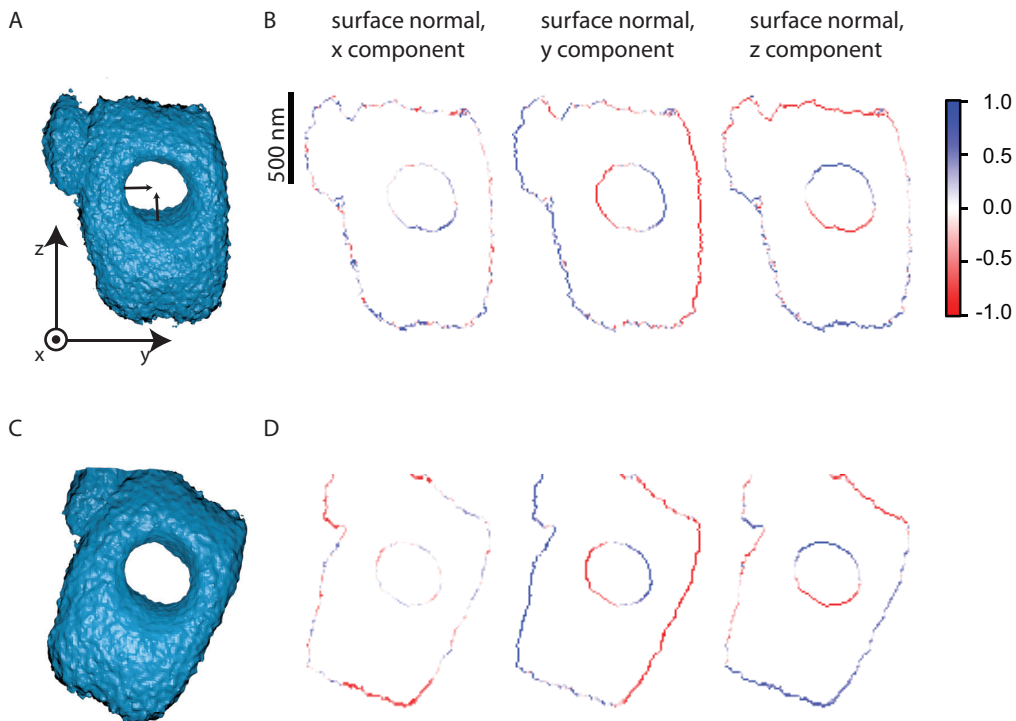 A
B
surface normal,
x component
surface normal,
y component
surface normal,
z component
500 nm
1.0
0.5
0.0
-0.5
-1.0
z
x
y
C
D